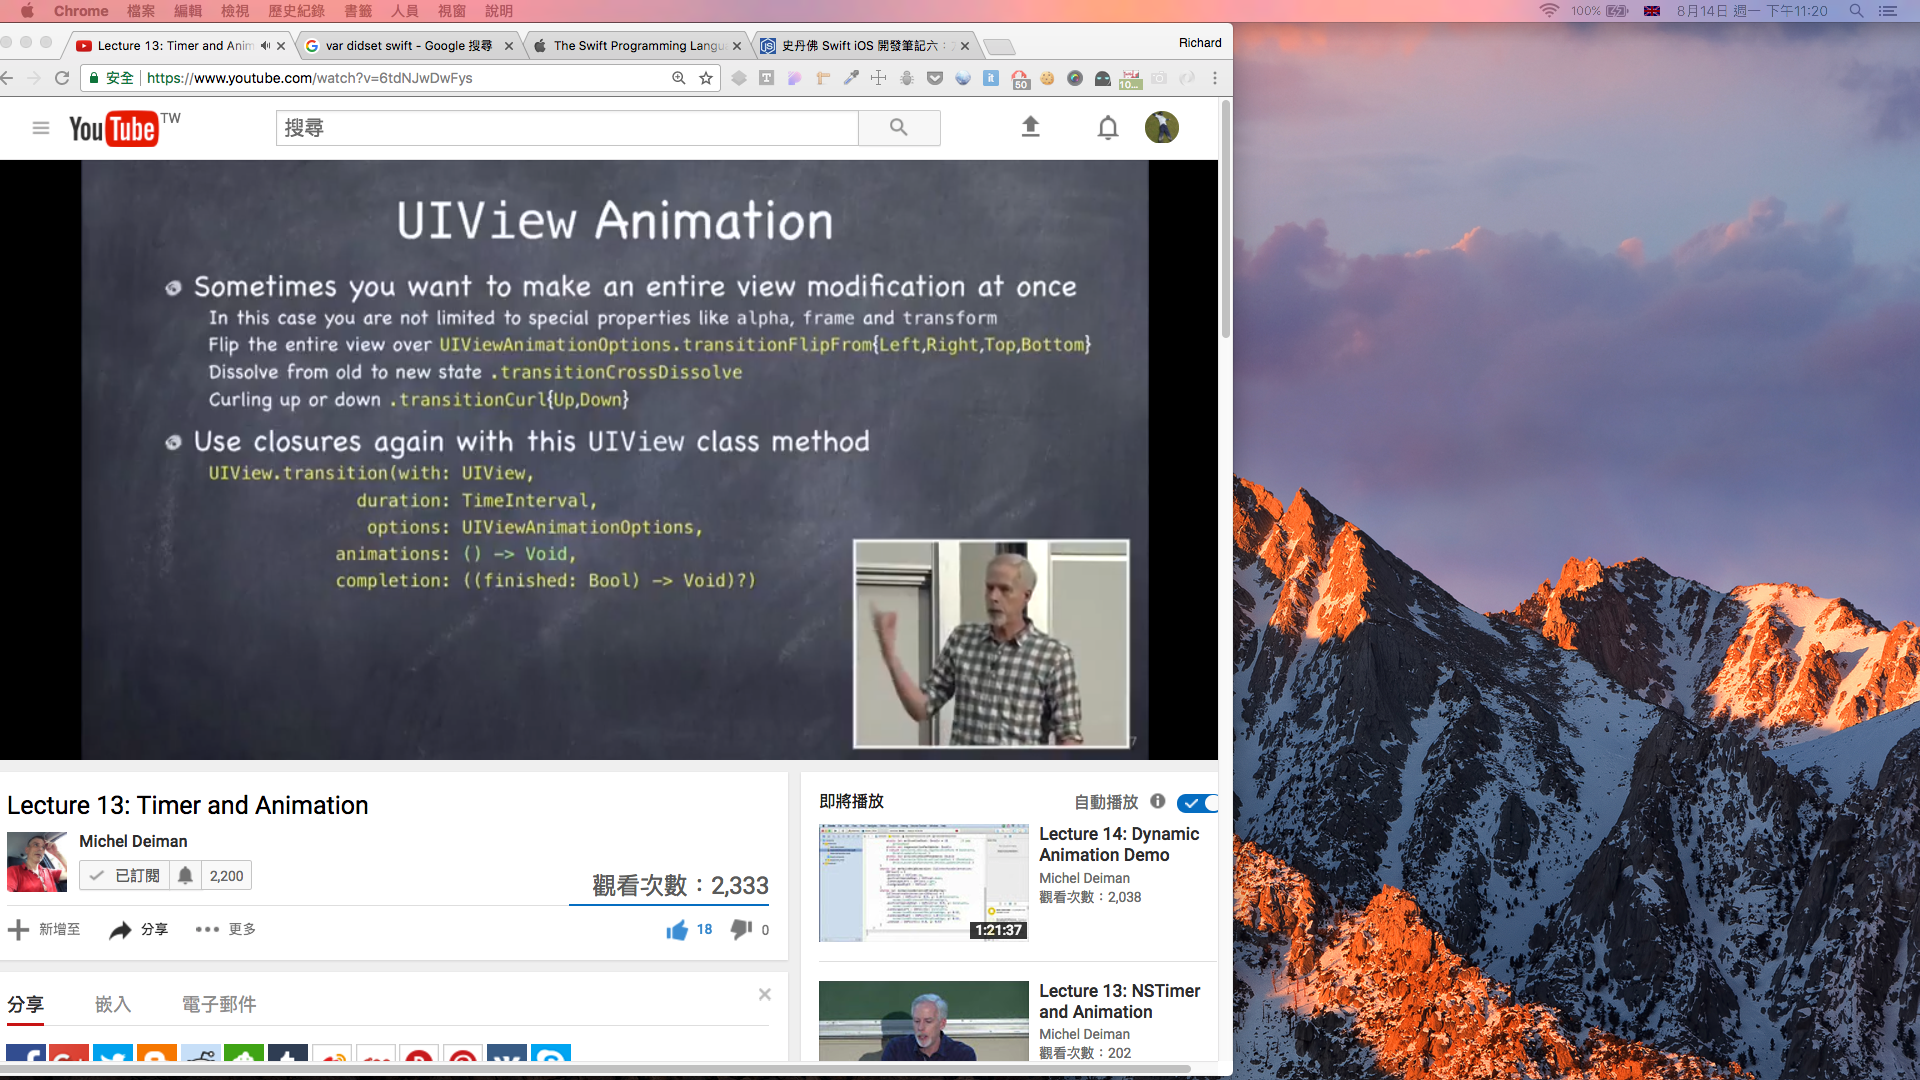 Chrome 檔案 編輯 檢視 歷史紀錄 書籤 人員 視窗 說明 100% 8月14日 週一 下午11:20
Lecture 13: Timer and Anim
var didset swift - Google 搜尋
The Swift Programming Langu
史丹佛 Swift iOS 開發筆記六：
Richard
安全 https://www.youtube.com/watch?v=6tdNJwDwFys
T
it
50
10...
YouTube TW
搜尋
UIView Animation
Sometimes you want to make an entire view modification at once
In this case you are not limited to special properties like alpha, frame and transform
Flip the entire view over UIViewAnimationOptions.transitionFlipFrom{Left,Right,Top,Bottom}
Dissolve from old to new state .transitionCrossDissolve
Curling up or down .transitionCurl{Up,Down}
Use closures again with this UIView class method
UIView.transition(with: UIView,
duration: TimeInterval,
options: UIViewAnimationOptions,
animations: () -> Void,
completion: ((finished: Bool) -> Void)?)
7
Lecture 13: Timer and Animation
Michel Deiman
已訂閱 2,200
觀看次數：2,333
新增至 分享 更多 18 0
分享 嵌入 電子郵件
即將播放 自動播放
Lecture 14: Dynamic
Animation Demo
Michel Deiman
觀看次數：2,038
1:21:37
Lecture 13: NSTimer
and Animation
Michel Deiman
觀看次數：202